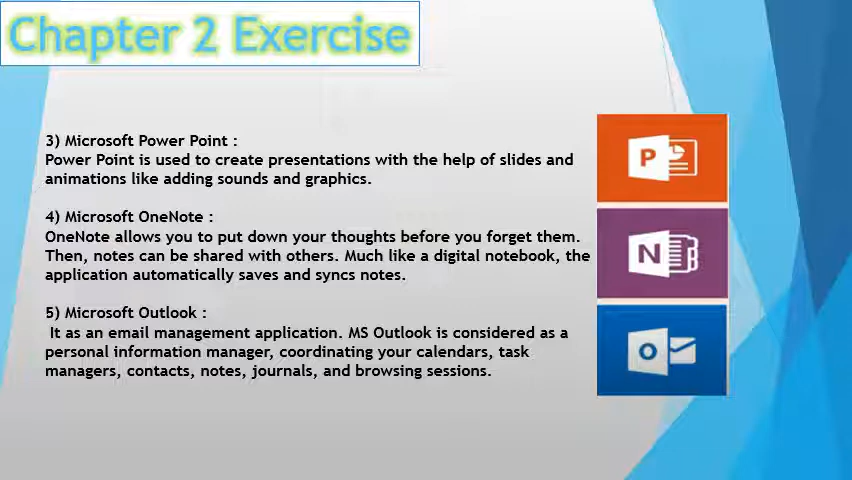 Chapter 2 Exercise
3) Microsoft Power Point :
Power Point is used to create presentations with the help of slides and
animations like adding sounds and graphics.
4) Microsoft OneNote :
OneNote allows you to put down your thoughts before you forget them.
Then, notes can be shared with others. Much like a digital notebook, the
application automatically saves and syncs notes.
5) Microsoft Outlook :
It as an email management application. MS Outlook is considered as a
personal information manager, coordinating your calendars, task
managers, contacts, notes, journals, and browsing sessions.
P
N
O